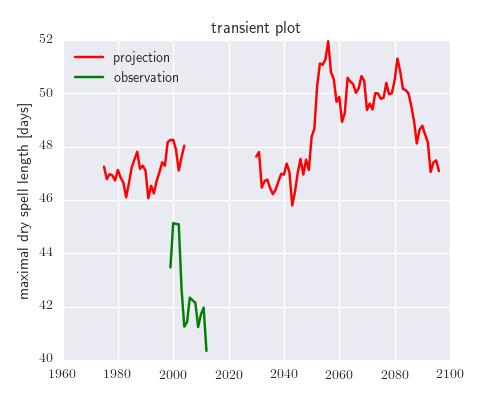 transient plot
projection
observation
maximal dry spell length [days]
52
50
48
46
44
42
40
1960 1980 2000 2020 2040 2060 2080 2100